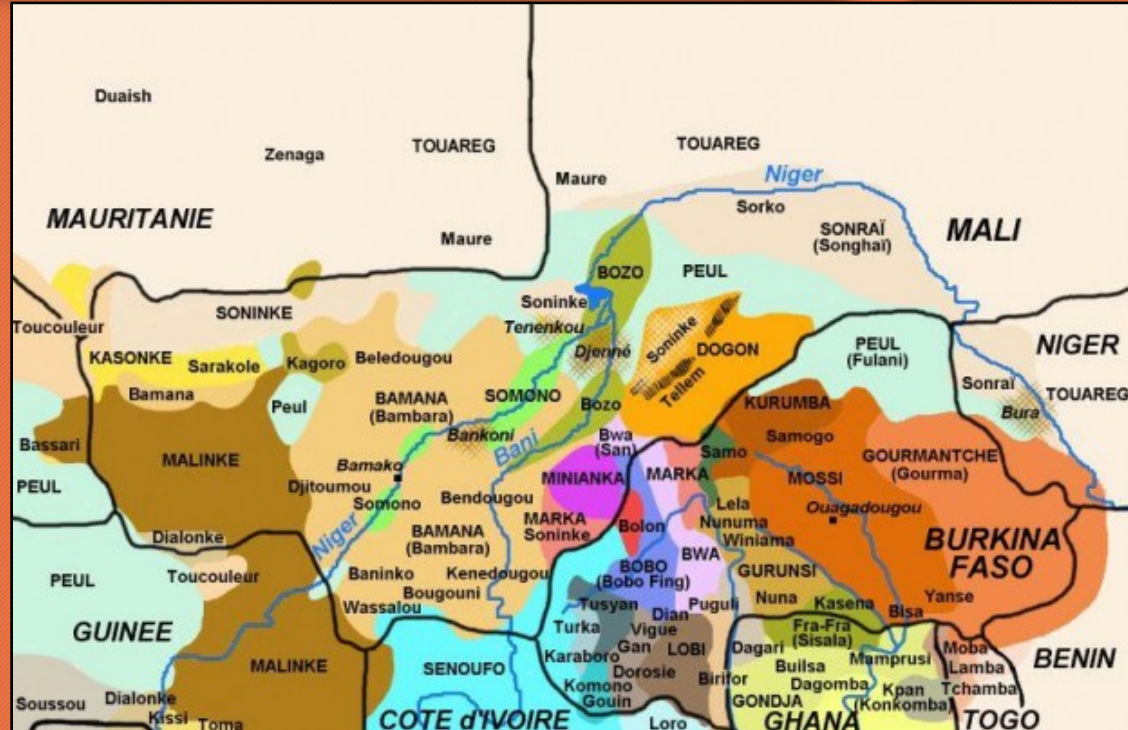 Duaish
Zenaga
TOUAREG
TOUAREG
Maure
Niger
Sorko
MAURITANIE
SONRAÏ
(Songhaï)
MALI
Maure
BOZO
PEUL
Soninke
SONINKE
Tenenkou
Toucouleur
KASONKE
Sarakole
Kagoro
Beledougou
Djenné
Soninke
DOGON
Tellem
PEUL
(Fulani)
NIGER
Sonraï
TOUAREG
Bura
Bamana
Peul
BAMANA
(Bambara)
SOMONO
Bozo
KURUMBA
Bassari
Bankoni
Bani
Bwa
(San)
Samo
Samogo
MALINKE
Bamako
MINIANKA
MARKA
MOSSI
GOURMANTCHE
(Gourma)
PEUL
Djitoumou
Somono
Bendougou
Lela
Ouagadougou
Niger
MARKA
Soninke
Bolon
Nunuma
Winiama
Dialonke
BAMANA
(Bambara)
BWA
BURKINA
FASO
PEUL
Toucouleur
Baninko
Kenedougou
BOBO
(Bobo Fing)
GURUNSI
Bougouni
Wassalou
Tusyan
Dian
Puguli
Nuna
Kasena
Bisa
Yanse
GUINEE
Turka
Vigue
Fra-Fra
(Sisala)
MALINKE
SENOUFO
Karaboro
Gan
LOBI
Dagari
Mamprusi
Moba
BENIN
Dorosie
Birifor
Builsa
Lamba
Soussou
Dialonke
Komono
Gouin
Dagomba
Kpan
(Konkomba)
Tchamba
GONDJA
Kissi
Toma
COTE d'IVOIRE
Loro
GHANA
TOGO